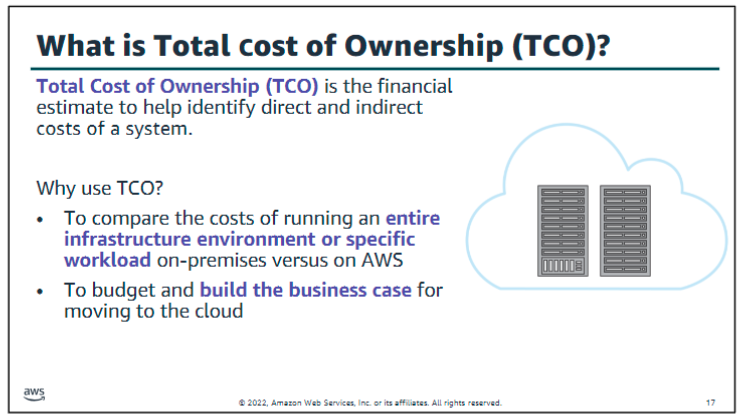 What is Total cost of Ownership (TCO)?
Total Cost of Ownership (TCO) is the financial
estimate to help identify direct and indirect
costs of a system.
Why use TCO?
• To compare the costs of running an entire
infrastructure environment or specific
workload on-premises versus on AWS
• To budget and build the business case for
moving to the cloud
aws
© 2022, Amazon Web Services, Inc. or its affiliates. All rights reserved.
17